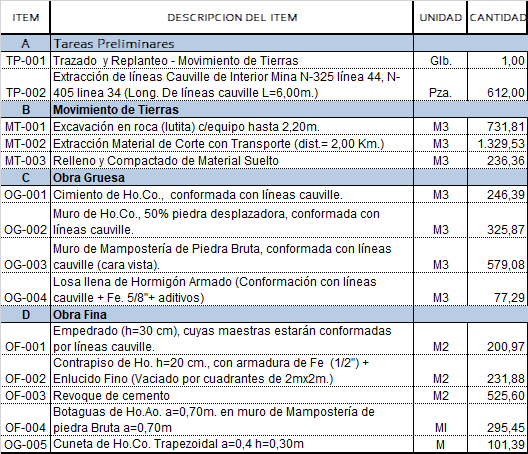 ITEM DESCRIPCION DEL ITEM UNIDAD CANTIDAD
A Tareas Preliminares
TP-001 Trazado y Replanteo - Movimiento de Tierras Glb. 1,00
Extracción de líneas Cauville de Interior Mina N-325 línea 44, N-
TP-002 405 linea 34 (Long. De líneas cauville L=6,00m.) Pza. 612,00
B Movimiento de Tierras
MT-001 Excavación en roca (lutita) c/equipo hasta 2,20m. M3 731,81
MT-002 Extracción Material de Corte con Transporte (dist.= 2,00 Km.) M3 1.329,53
MT-003 Relleno y Compactado de Material Suelto M3 236,36
C Obra Gruesa
OG-001 Cimiento de Ho.Co., conformada con líneas cauville. M3 246,39
Muro de Ho.Co., 50% piedra desplazadora, conformada con
OG-002 líneas cauville. M3 325,87
Muro de Mampostería de Piedra Bruta, conformada con líneas
OG-003 cauville (cara vista). M3 579,08
Losa llena de Hormigón Armado (Conformación con líneas
OG-004 cauville + Fe. 5/8"+ aditivos) M3 77,29
D Obra Fina
Empedrado (h=30 cm), cuyas maestras estarán conformadas
OF-001 por líneas cauville. M2 200,97
Contrapiso de Ho. h=20 cm., con armadura de Fe (1/2") +
OF-002 Enlucido Fino (Vaciado por cuadrantes de 2mx2m.) M2 231,88
OF-003 Revoque de cemento M2 525,60
Botaguas de Ho.Ao. a=0,70m. en muro de Mampostería de
OF-004 piedra Bruta a=0,70m Ml 295,45
OG-005 Cuneta de Ho.Co. Trapezoidal a=0,4 h=0,30m M 101,39